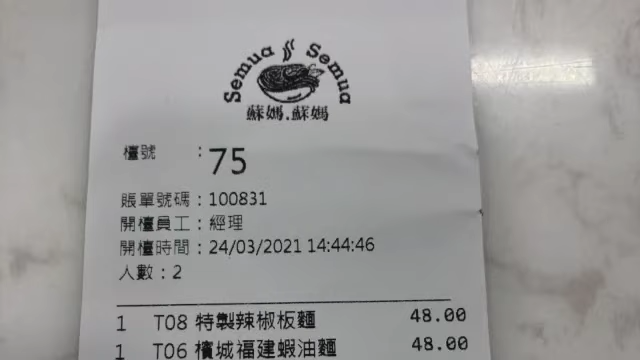 Semua Semua
蘇媽.蘇媽
檯號 : 75
賬單號碼 : 100831
開檯員工 : 經理
開檯時間 : 24/03/2021 14:44:46
人數 : 2
1 T08 特製辣椒板麵 48.00
1 T06 檳城福建蝦油麵 48.00